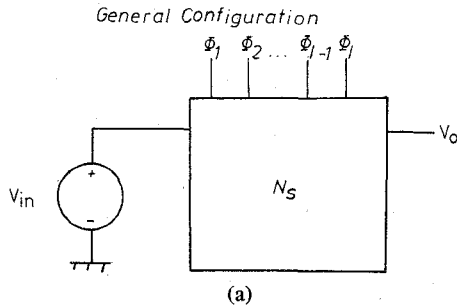 General Configuration
Φ1 Φ2 ... Φl-1 Φl
Vin
+
-
Ns
Vo
(a)